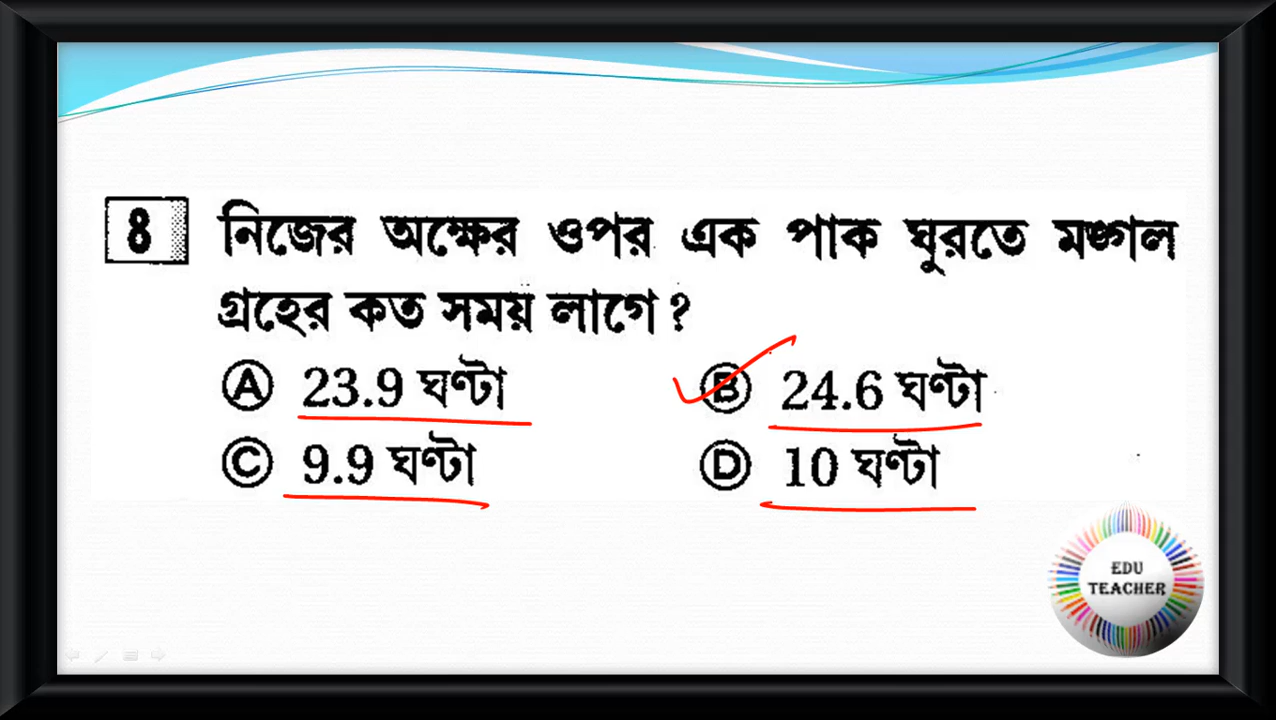 8 নিজের অক্ষের ওপর এক পাক ঘুরতে মঙ্গল
গ্রহের কত সময় লাগে?
Ⓐ 23.9 ঘণ্টা Ⓑ 24.6 ঘণ্টা
Ⓒ 9.9 ঘণ্টা Ⓓ 10 ঘণ্টা
EDU
TEACHER